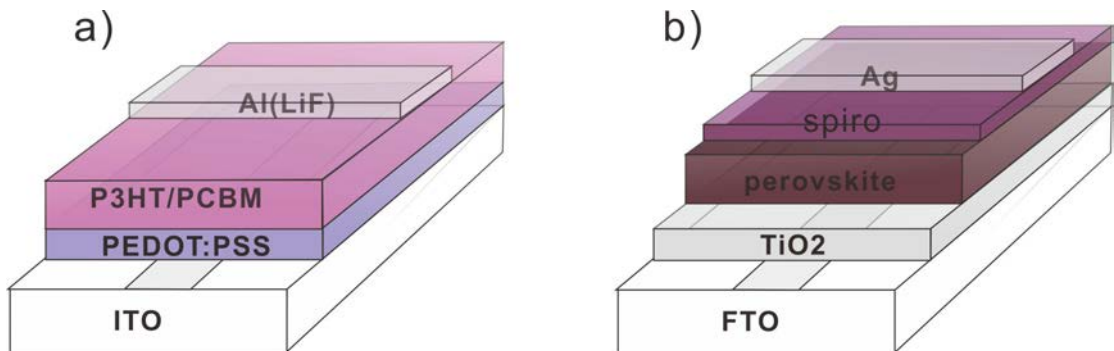 a)
Al(LiF)
P3HT/PCBM
PEDOT:PSS
ITO
b)
Ag
spiro
perovskite
TiO2
FTO